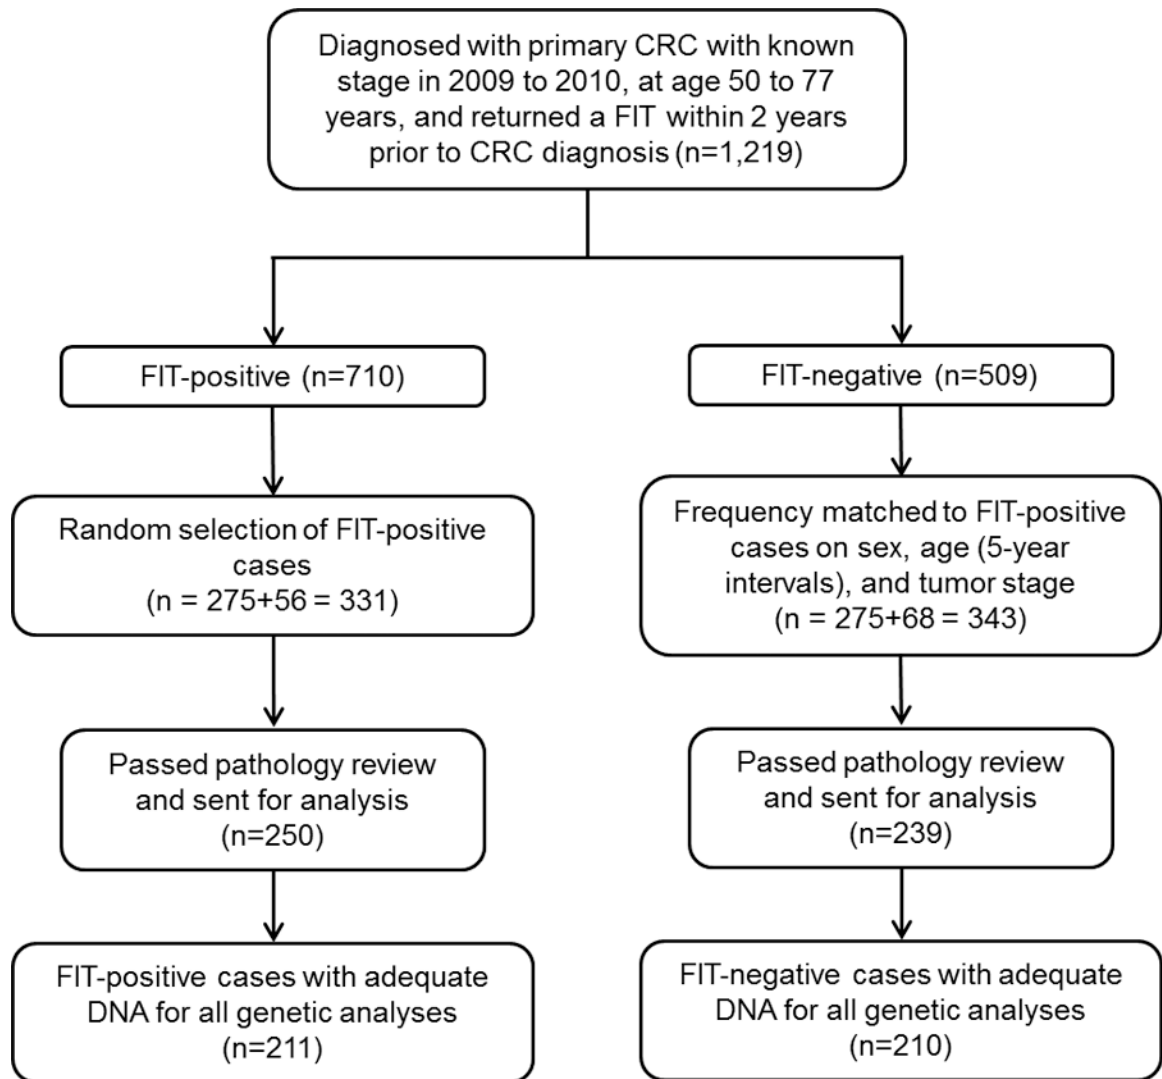 Diagnosed with primary CRC with known
stage in 2009 to 2010, at age 50 to 77
years, and returned a FIT within 2 years
prior to CRC diagnosis (n=1,219)
FIT-positive (n=710)
FIT-negative (n=509)
Random selection of FIT-positive
cases
(n = 275+56 = 331)
Frequency matched to FIT-positive
cases on sex, age (5-year
intervals), and tumor stage
(n = 275+68 = 343)
Passed pathology review
and sent for analysis
(n=250)
Passed pathology review
and sent for analysis
(n=239)
FIT-positive cases with adequate
DNA for all genetic analyses
(n=211)
FIT-negative cases with adequate
DNA for all genetic analyses
(n=210)